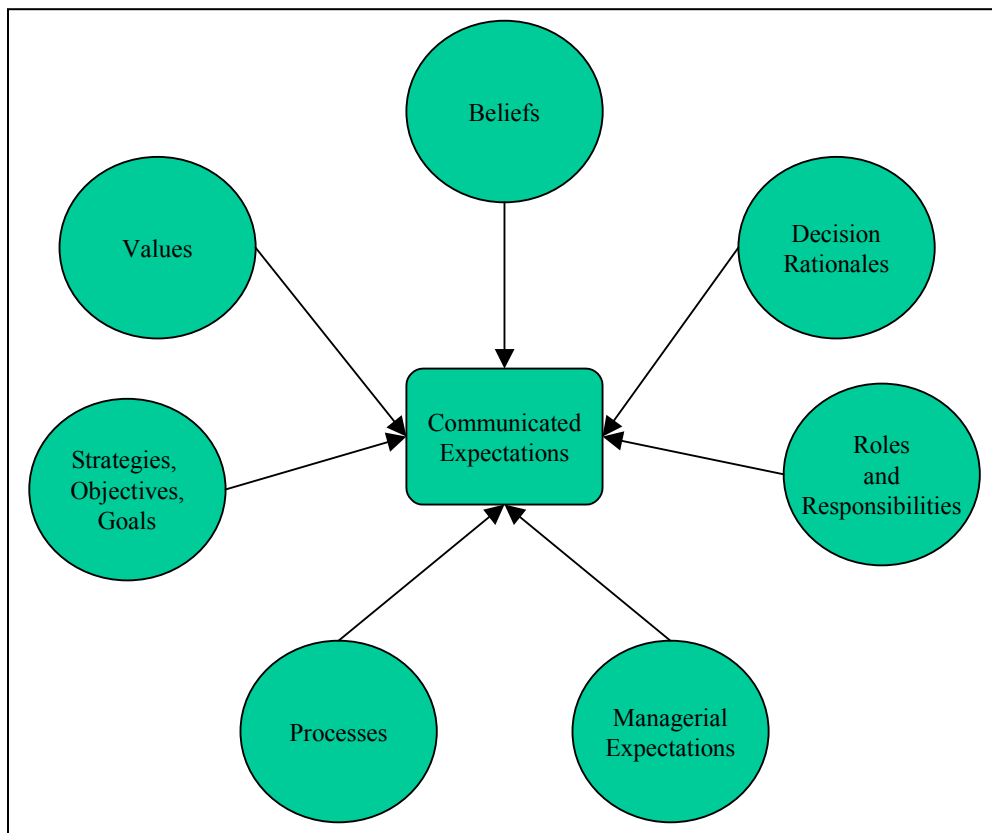 Beliefs
Values
Decision
Rationales
Communicated
Expectations
Strategies,
Objectives,
Goals
Roles
and
Responsibilities
Processes
Managerial
Expectations